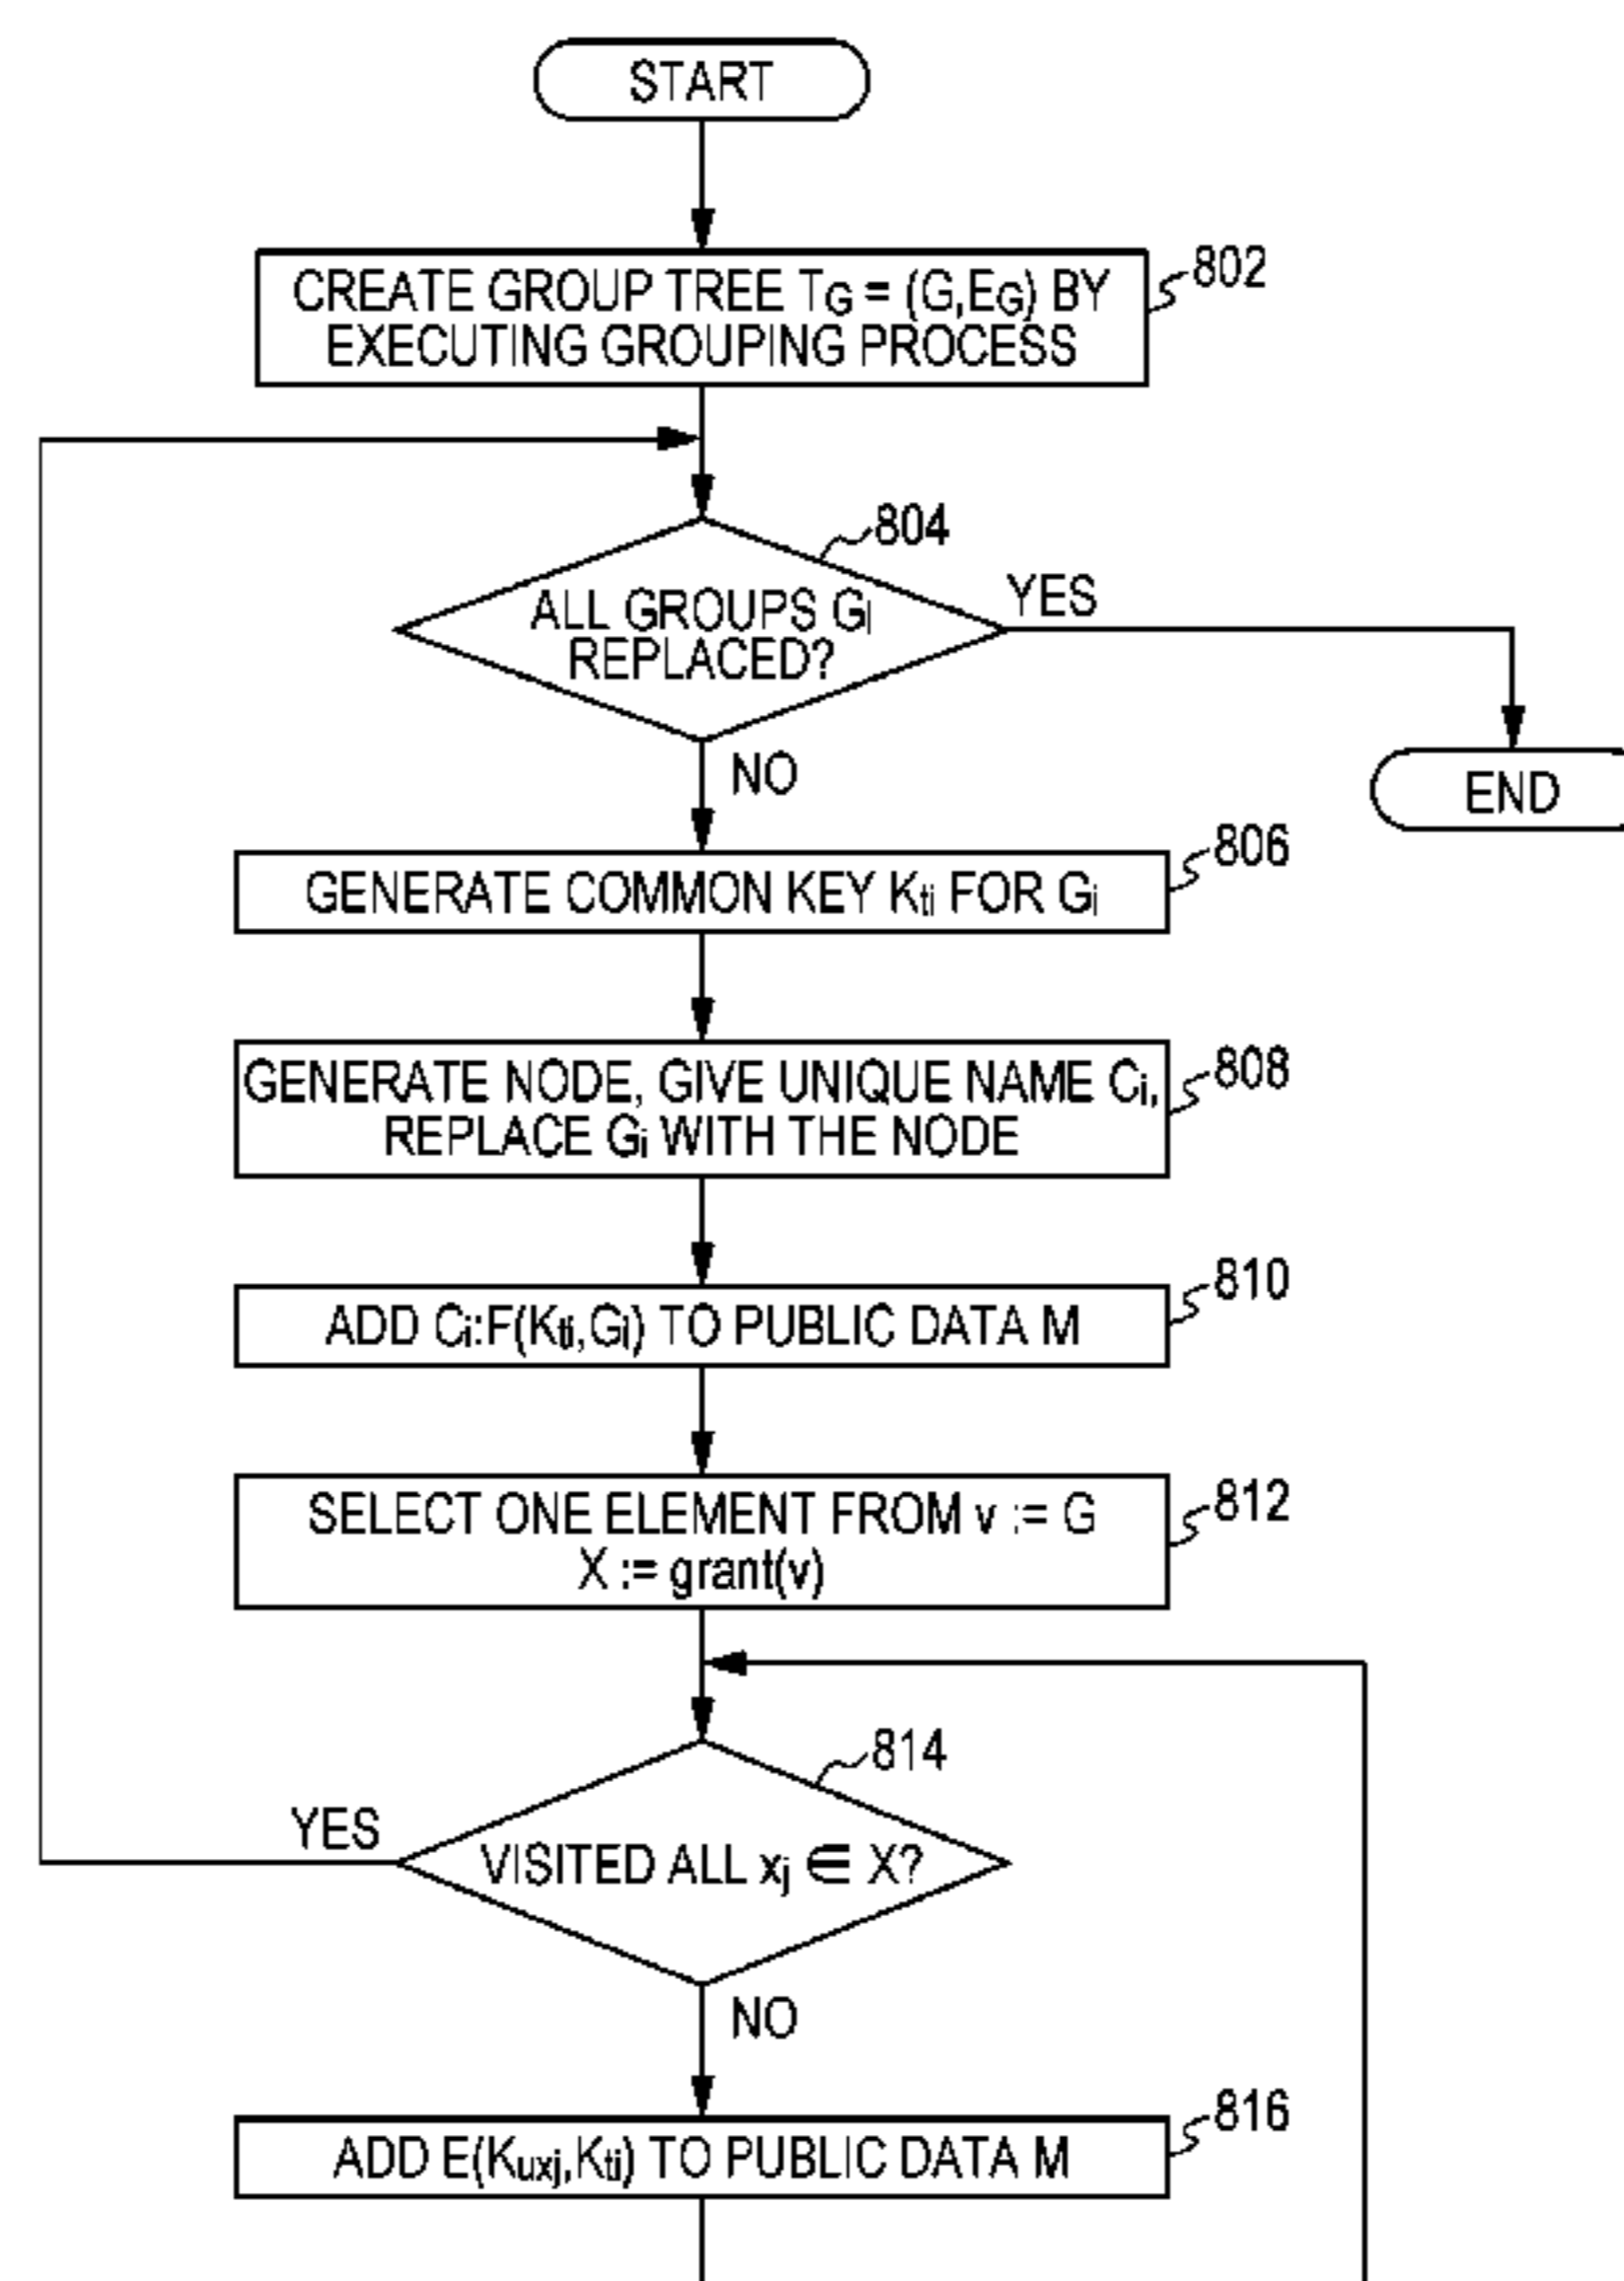 START
CREATE GROUP TREE TG = (G,EG) BY
EXECUTING GROUPING PROCESS
802
804
ALL GROUPS Gi
REPLACED?
YES
NO
END
806
GENERATE COMMON KEY Kti FOR Gi
808
GENERATE NODE, GIVE UNIQUE NAME Ci,
REPLACE Gi WITH THE NODE
810
ADD Ci:F(Kti,Gi) TO PUBLIC DATA M
812
SELECT ONE ELEMENT FROM v := G
X := grant(v)
814
YES
VISITED ALL xj ∈ X?
NO
816
ADD E(Kuxj,Kti) TO PUBLIC DATA M